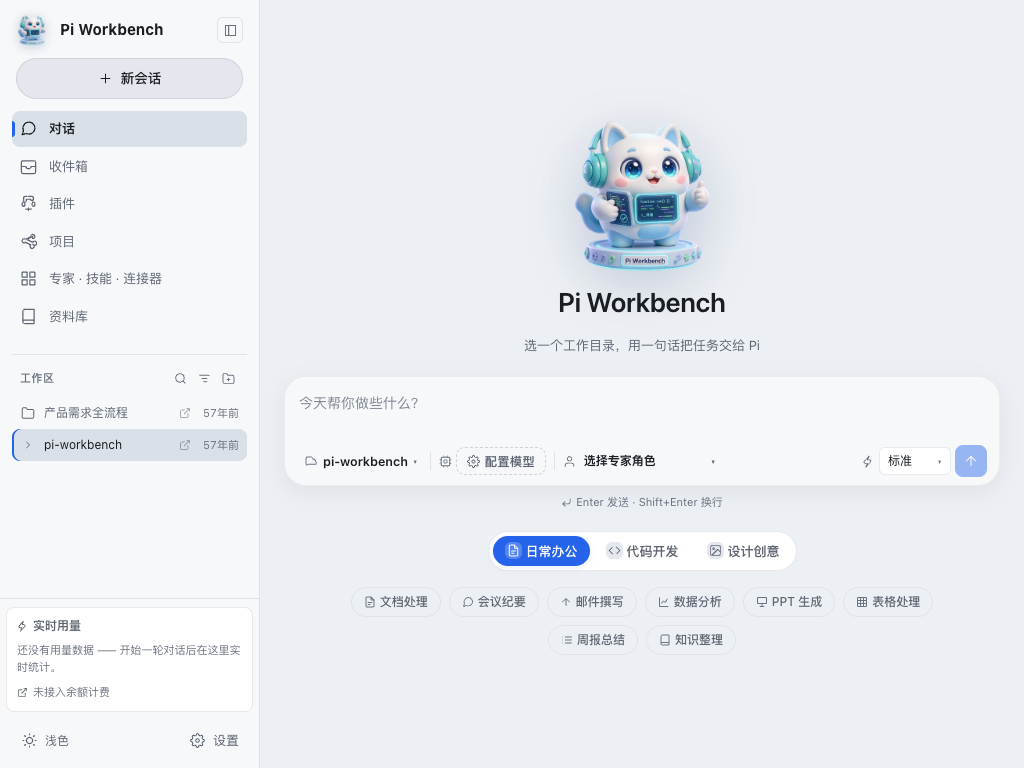 Pi Workbench
新会话
对话
收件箱
插件
项目
专家 · 技能 · 连接器
资料库
工作区
产品需求全流程 57年前
pi-workbench 57年前
实时用量
还没有用量数据 —— 开始一轮对话后在这里实
时统计。
未接入余额计费
浅色 设置
Pi Workbench
Pi Workbench
选一个工作目录，用一句话把任务交给 Pi
今天帮你做些什么?
pi-workbench 配置模型 选择专家角色 标准
Enter 发送 · Shift+Enter 换行
日常办公 代码开发 设计创意
文档处理 会议纪要 邮件撰写 数据分析 PPT 生成 表格处理
周报总结 知识整理